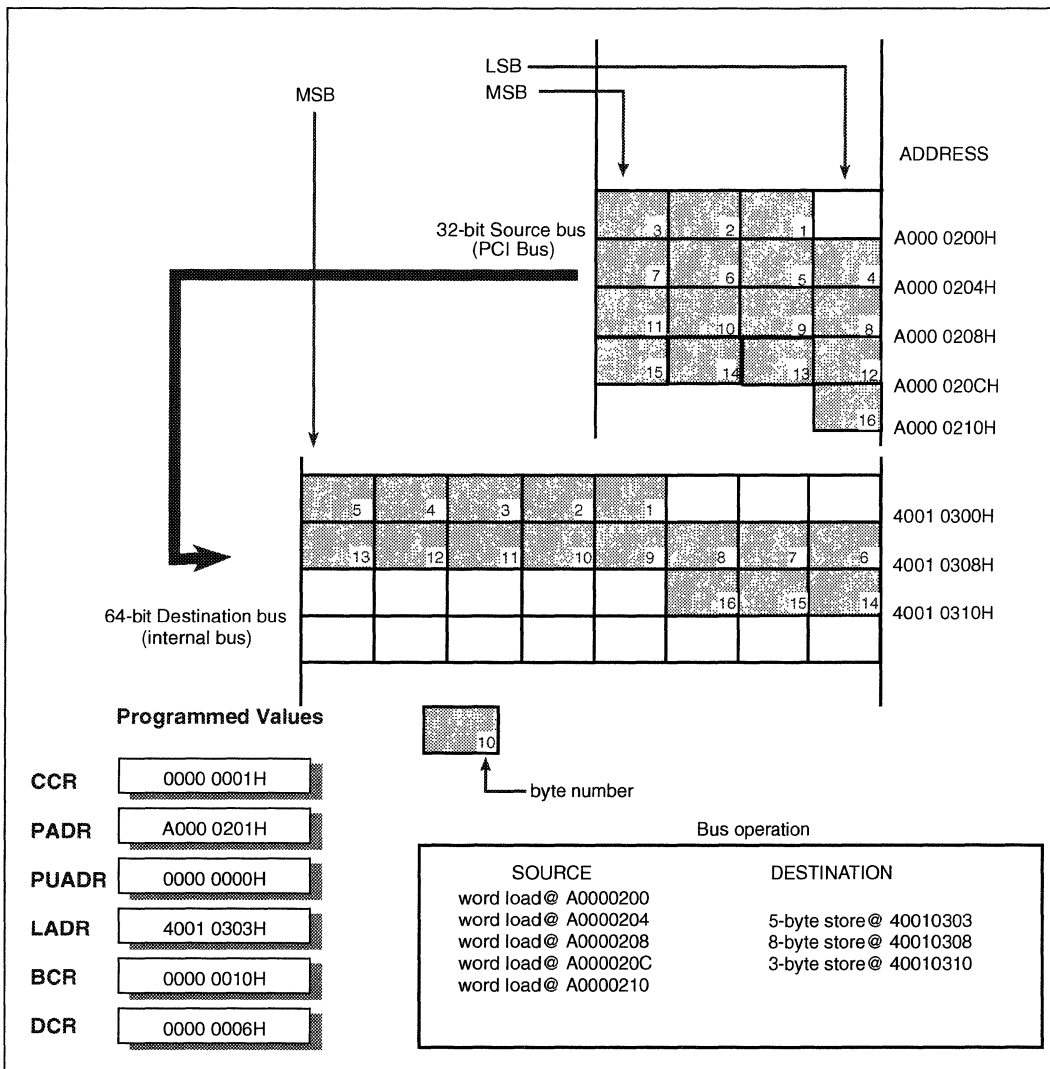 LSB
MSB
MSB
ADDRESS
32-bit Source bus
(PCI Bus)
3 2 1
A000 0200H
7 6 5 4
A000 0204H
11 10 9 8
A000 0208H
15 14 13 12
A000 020CH
16
A000 0210H
5 4 3 2 1
4001 0300H
13 12 11 10 9 8 7 6
4001 0308H
16 15 14
4001 0310H
64-bit Destination bus
(internal bus)
Programmed Values
10
byte number
CCR 0000 0001H
PADR A000 0201H
PUADR 0000 0000H
LADR 4001 0303H
BCR 0000 0010H
DCR 0000 0006H
Bus operation
SOURCE DESTINATION
word load@ A0000200
word load@ A0000204 5-byte store@ 40010303
word load@ A0000208 8-byte store@ 40010308
word load@ A000020C 3-byte store@ 40010310
word load@ A0000210